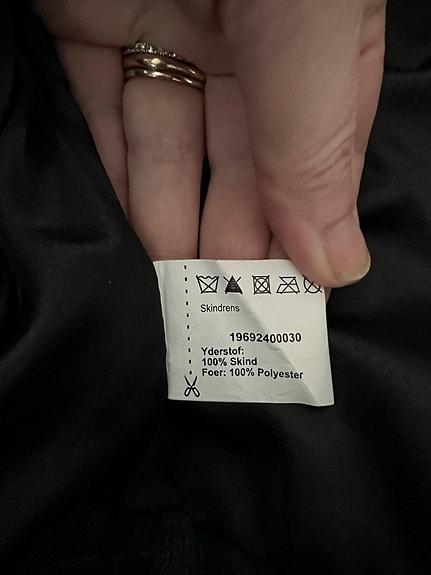 Skindrens
19692400030
Yderstof:
100% Skind
Foer: 100% Polyester